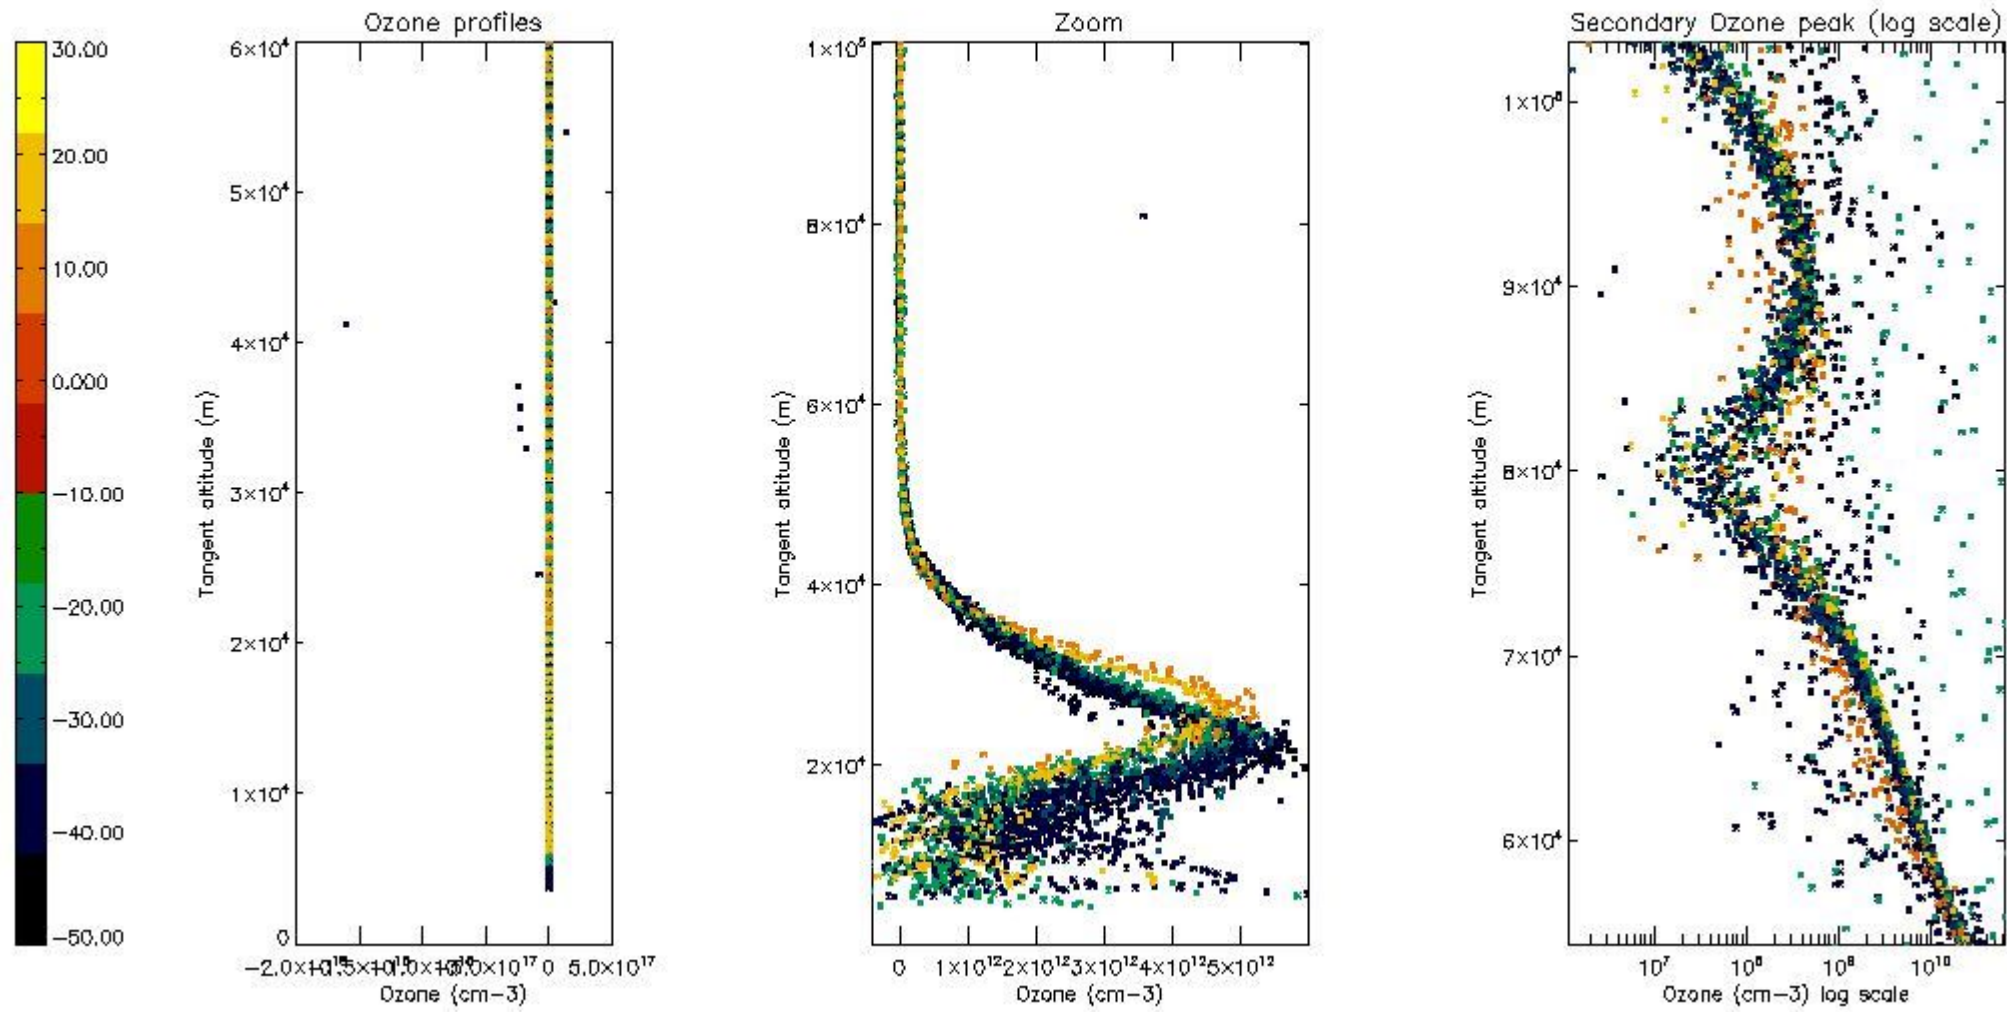 Ozone profiles
Zoom
Secondary Ozone peak (log scale)
30.00
20.00
10.00
0.000
−10.00
−20.00
−30.00
−40.00
−50.00
6×10⁴
5×10⁴
4×10⁴
3×10⁴
2×10⁴
1×10⁴
0
Tangent altitude (m)
0
5.0×10¹⁷
Ozone (cm−3)
1×10⁵
8×10⁴
6×10⁴
4×10⁴
2×10⁴
Tangent altitude (m)
0 1×10¹² 2×10¹² 3×10¹² 4×10¹² 5×10¹²
Ozone (cm−3)
1×10⁵
9×10⁴
8×10⁴
7×10⁴
6×10⁴
Tangent altitude (m)
10⁷ 10⁸ 10⁹ 10¹⁰
Ozone (cm−3) log scale